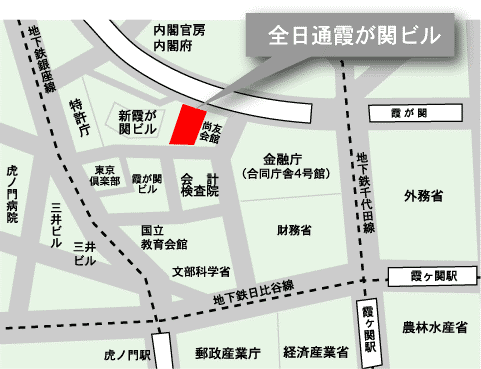 全日通霞が関ビル
内閣官房
内閣府
地下鉄銀座線
特許庁
新霞が
関ビル
尚友
会館
霞が関
金融庁
(合同庁舎4号館)
地下鉄千代田線
虎ノ門病院
東京
倶楽部
霞が関
ビル
会計
検査院
外務省
三井ビル
三井
ビル
国立
教育会館
財務省
文部科学省
地下鉄日比谷線
霞ヶ関駅
霞ヶ関駅
農林水産省
虎ノ門駅
郵政産業庁
経済産業省